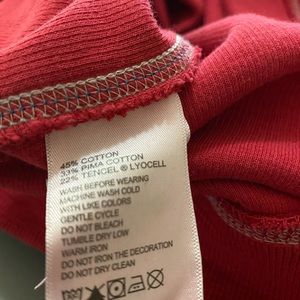 45% COTTON
33% PIMA COTTON
22% TENCEL ® LYOCELL
WASH BEFORE WEARING
MACHINE WASH COLD
WITH LIKE COLORS
GENTLE CYCLE
DO NOT BLEACH
TUMBLE DRY LOW
WARM IRON
DO NOT IRON THE DECORATION
DO NOT DRY CLEAN